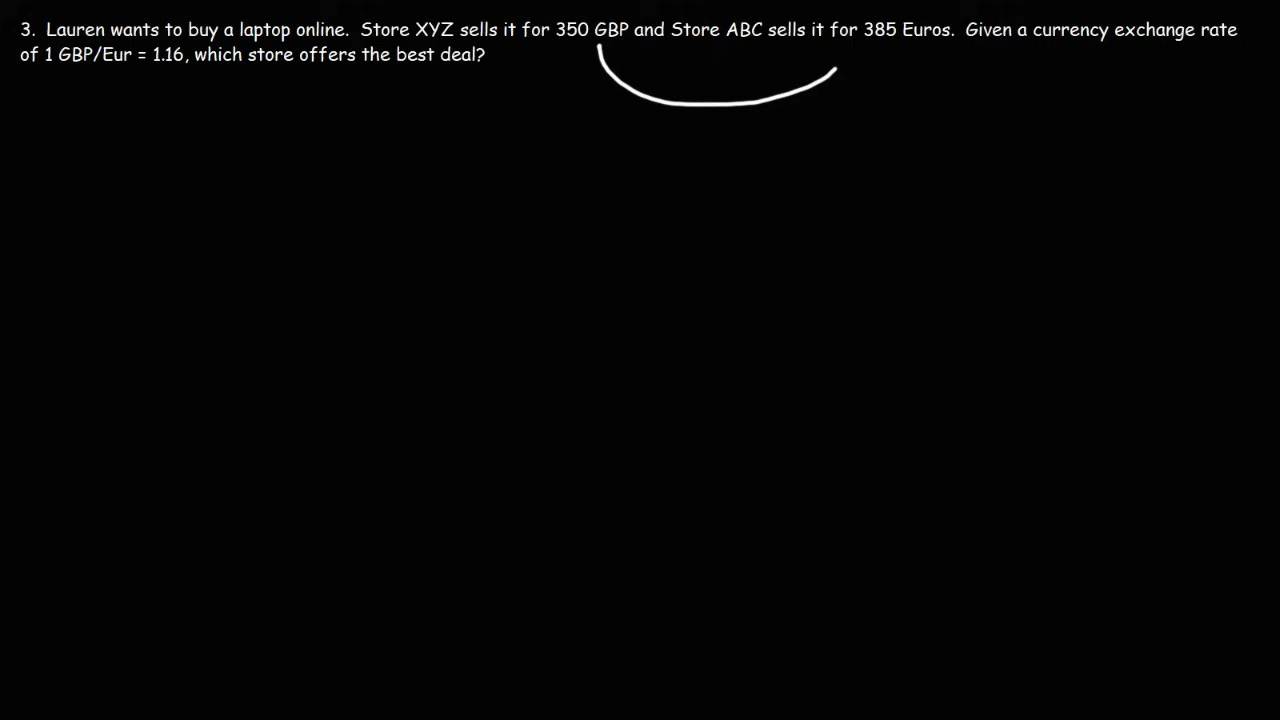 3. Lauren wants to buy a laptop online. Store XYZ sells it for 350 GBP and Store ABC sells it for 385 Euros. Given a currency exchange rate
of 1 GBP/Eur = 1.16, which store offers the best deal?